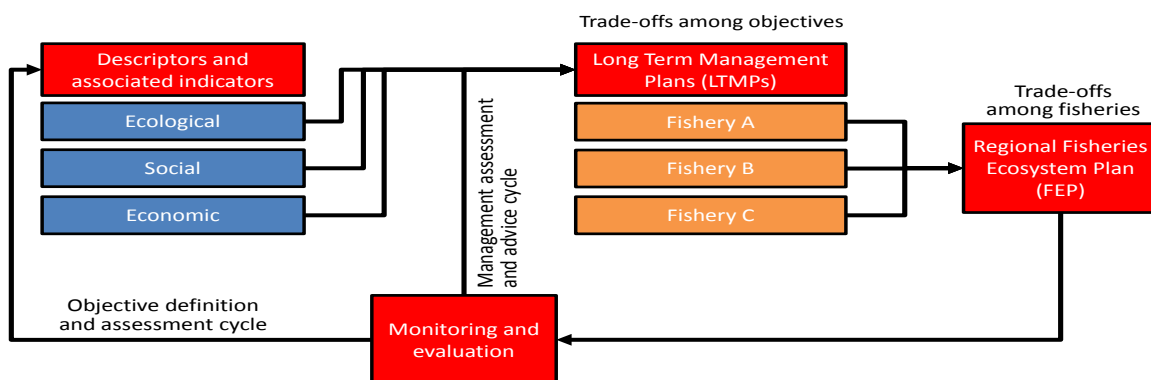 Trade-offs among objectives
Descriptors and
associated indicators
Ecological
Social
Economic
Long Term Management
Plans (LTMPs)
Fishery A
Fishery B
Fishery C
Trade-offs
among fisheries
Regional Fisheries
Ecosystem Plan
(FEP)
Management assessment
and advice cycle
Objective definition
and assessment cycle
Monitoring and
evaluation